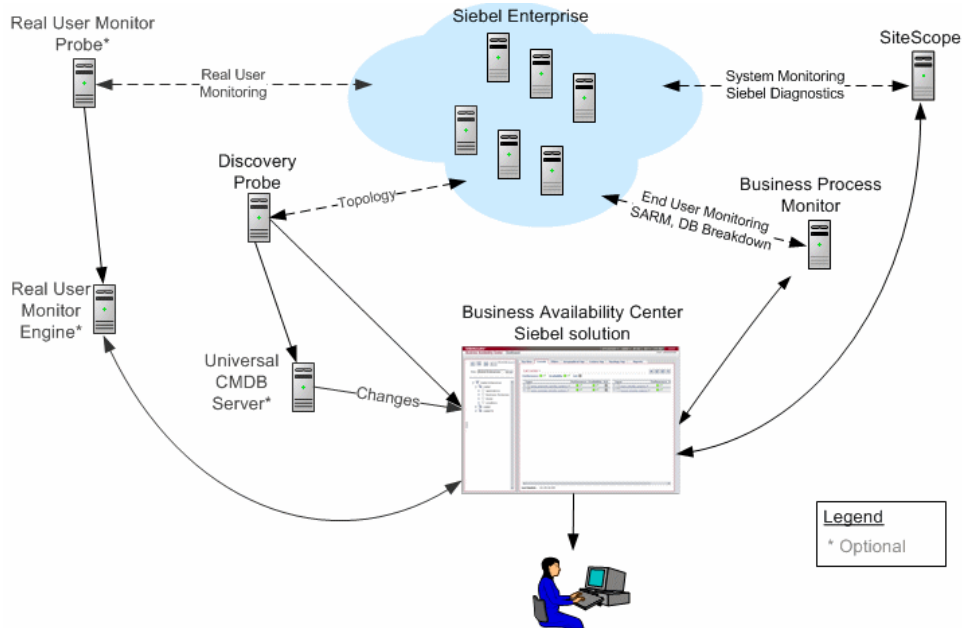 Real User Monitor
Probe*
Siebel Enterprise
SiteScope
Real User
Monitoring
System Monitoring
Siebel Diagnostics
Discovery
Probe
Topology
End User Monitoring
SARM, DB Breakdown
Business Process
Monitor
Real User
Monitor
Engine*
Business Availability Center
Siebel solution
Universal
CMDB
Server*
Changes
Legend
* Optional